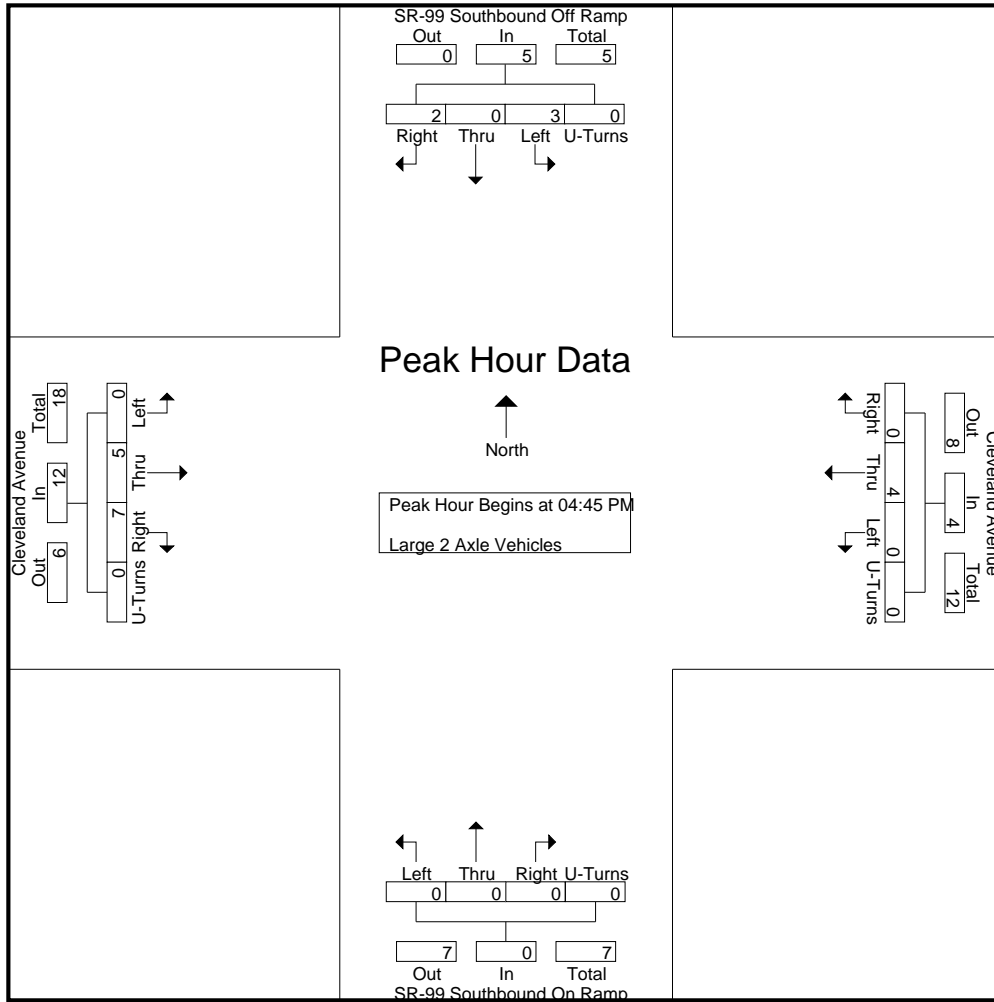 SR-99 Southbound Off Ramp
Out In Total
0 5 5
2 0 3 0
Right Thru Left U-Turns
Peak Hour Data
North
Peak Hour Begins at 04:45 PM
Large 2 Axle Vehicles
Cleveland Avenue
Total In Out
18 12 6
0 5 7 0
Left Thru Right U-Turns
Cleveland Avenue
Out In Total
8 4 12
0 4 0 0
Right Thru Left U-Turns
Left Thru Right U-Turns
0 0 0 0
7 0 7
Out In Total
SR-99 Southbound On Ramp